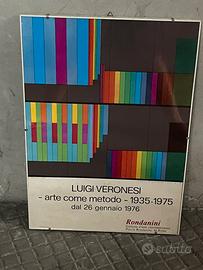 LUIGI VERONESI
- arte come metodo - 1935-1975
dal 26 gennaio 1976
Rondanini
subito